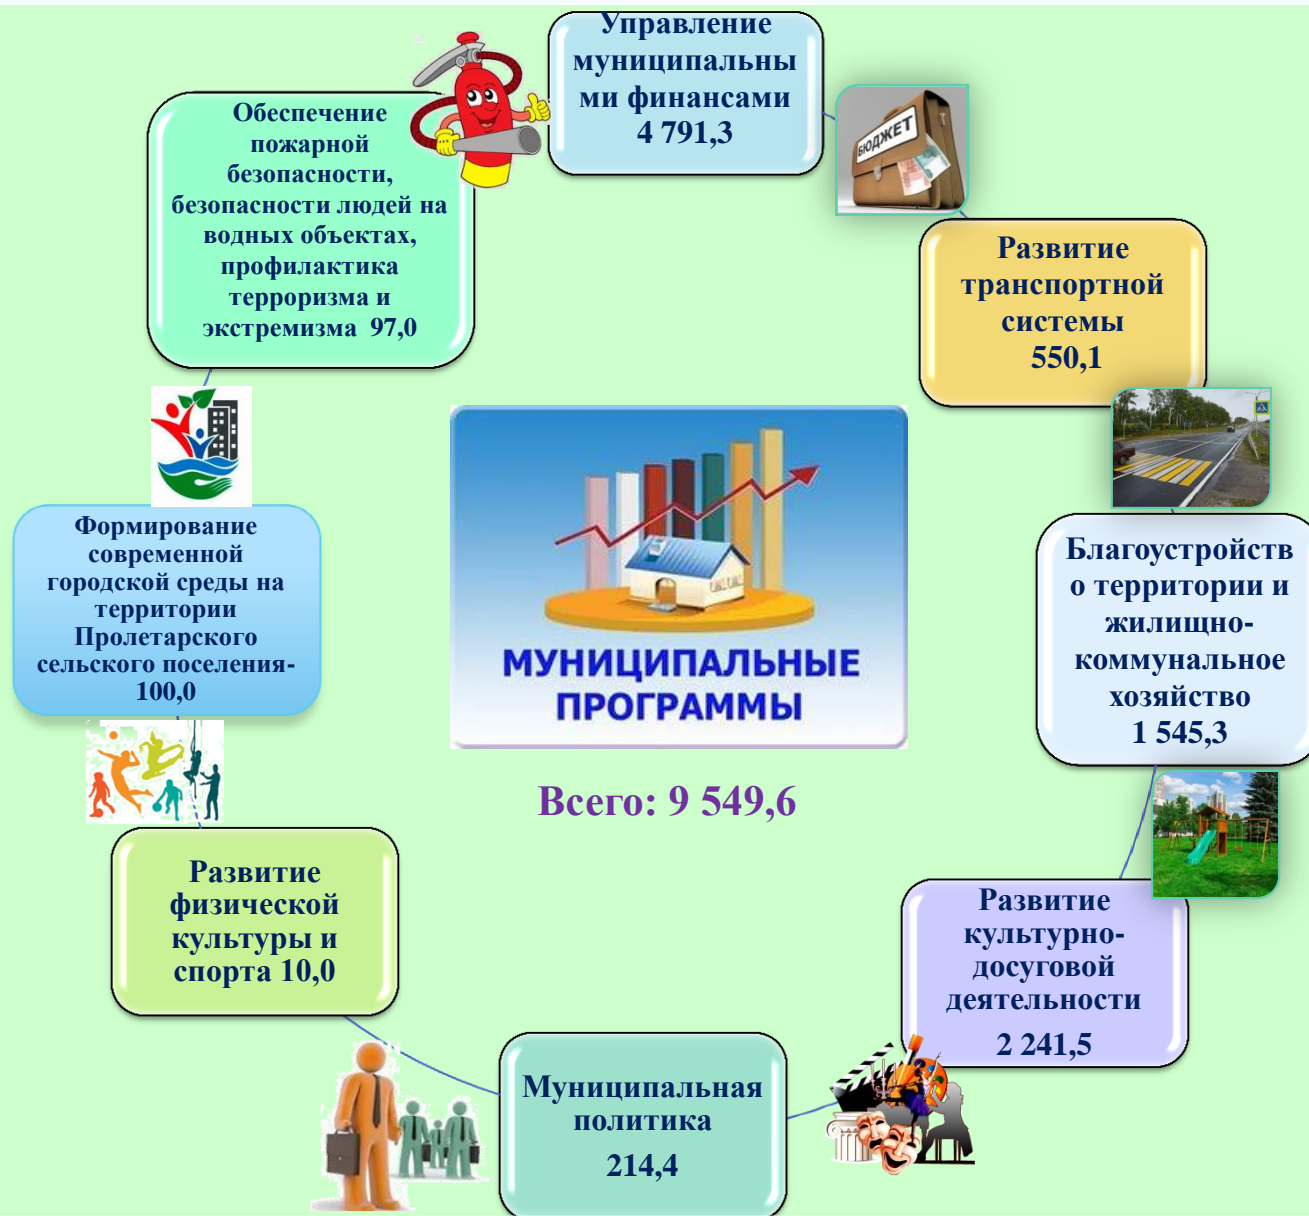 Управление
муниципальны
ми финансами
4 791,3
БЮДЖЕТ
Развитие
транспортной
системы
550,1
Благоустройств
о территории и
жилищно-
коммунальное
хозяйство
1 545,3
Развитие
культурно-
досуговой
деятельности
2 241,5
Муниципальная
политика
214,4
Развитие
физической
культуры и
спорта 10,0
Формирование
современной
городской среды на
территории
Пролетарского
сельского поселения-
100,0
Обеспечение
пожарной
безопасности,
безопасности людей на
водных объектах,
профилактика
терроризма и
экстремизма 97,0
МУНИЦИПАЛЬНЫЕ
ПРОГРАММЫ
Всего: 9 549,6